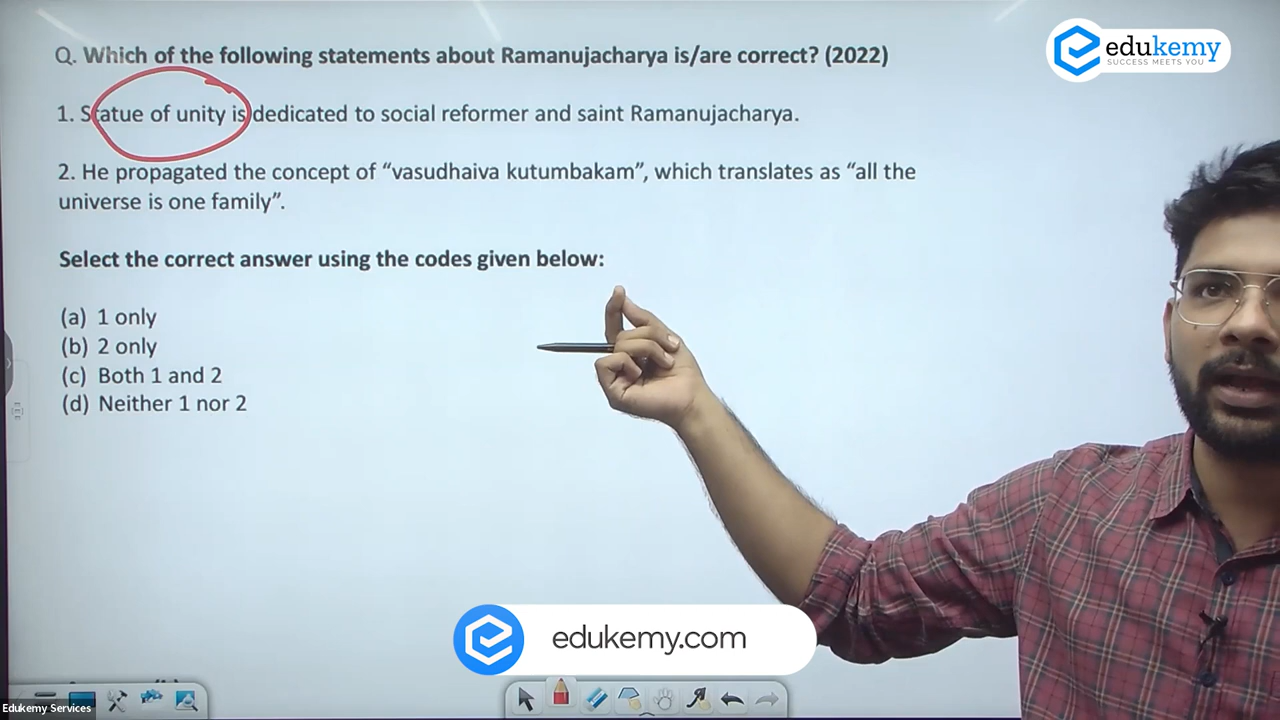 Q. Which of the following statements about Ramanujacharya is/are correct? (2022)
edukemy
SUCCESS MEETS YOU
1. Statue of unity is dedicated to social reformer and saint Ramanujacharya.
2. He propagated the concept of “vasudhaiva kutumbakam”, which translates as “all the
universe is one family”.
Select the correct answer using the codes given below:
(a) 1 only
(b) 2 only
(c) Both 1 and 2
(d) Neither 1 nor 2
edukemy.com
Edukemy Services